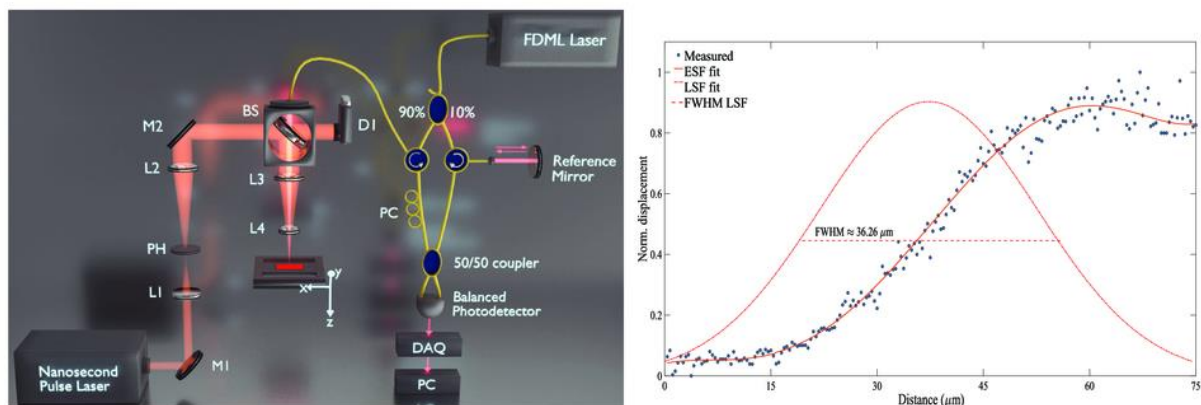 FDML Laser
BS
90%
10%
M2
D1
L2
L3
Reference
Mirror
PC
L4
PH
50/50 coupler
y
x
z
L1
Balanced
Photodetector
M1
DAQ
Nanosecond
Pulse Laser
PC
Measured
ESF fit
LSF fit
FWHM LSF
Norm. displacement
1
0.8
0.6
0.4
0.2
0
FWHM ≈ 36.26 μm
0
15
30
45
60
75
Distance (μm)